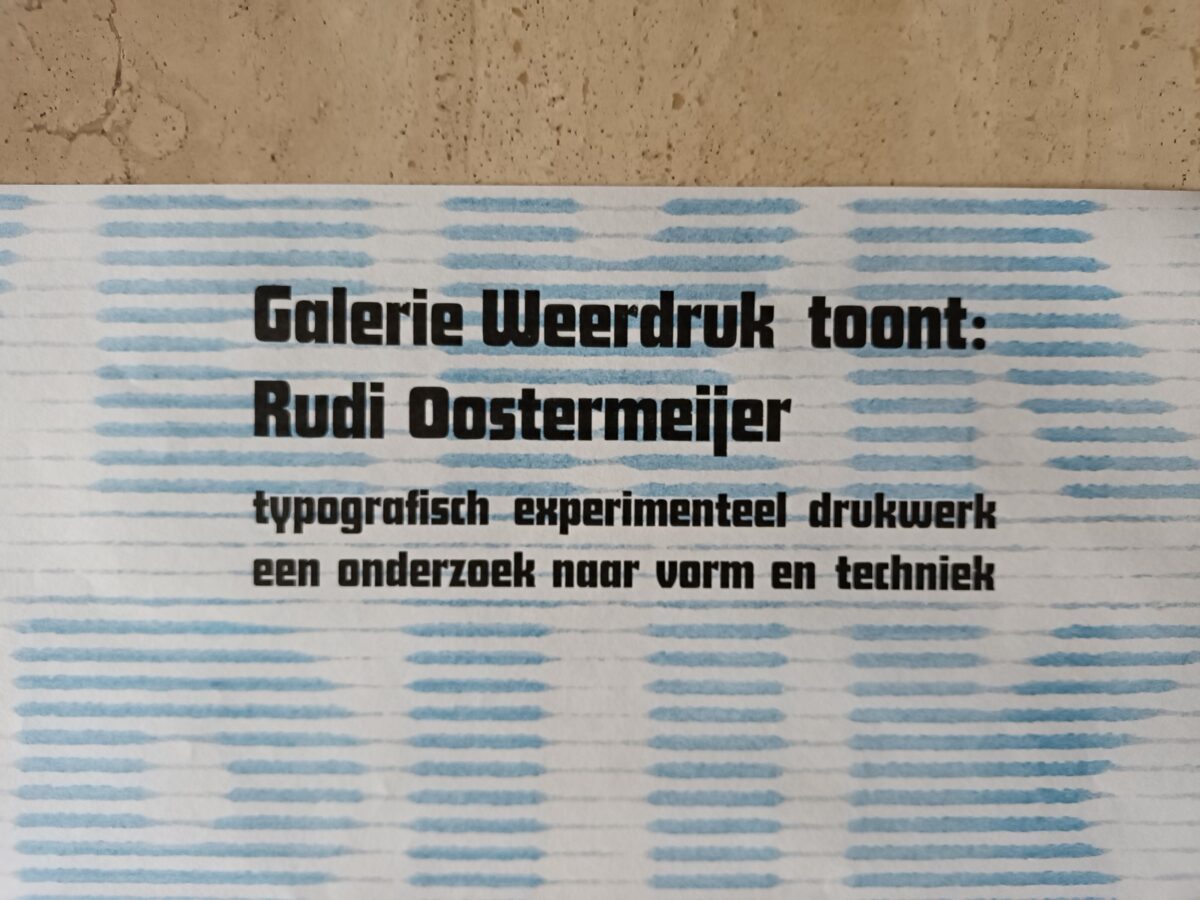 Galerie Weerdruk toont:
Rudi Oostermeijer
typografisch experimenteel drukwerk
een onderzoek naar vorm en techniek